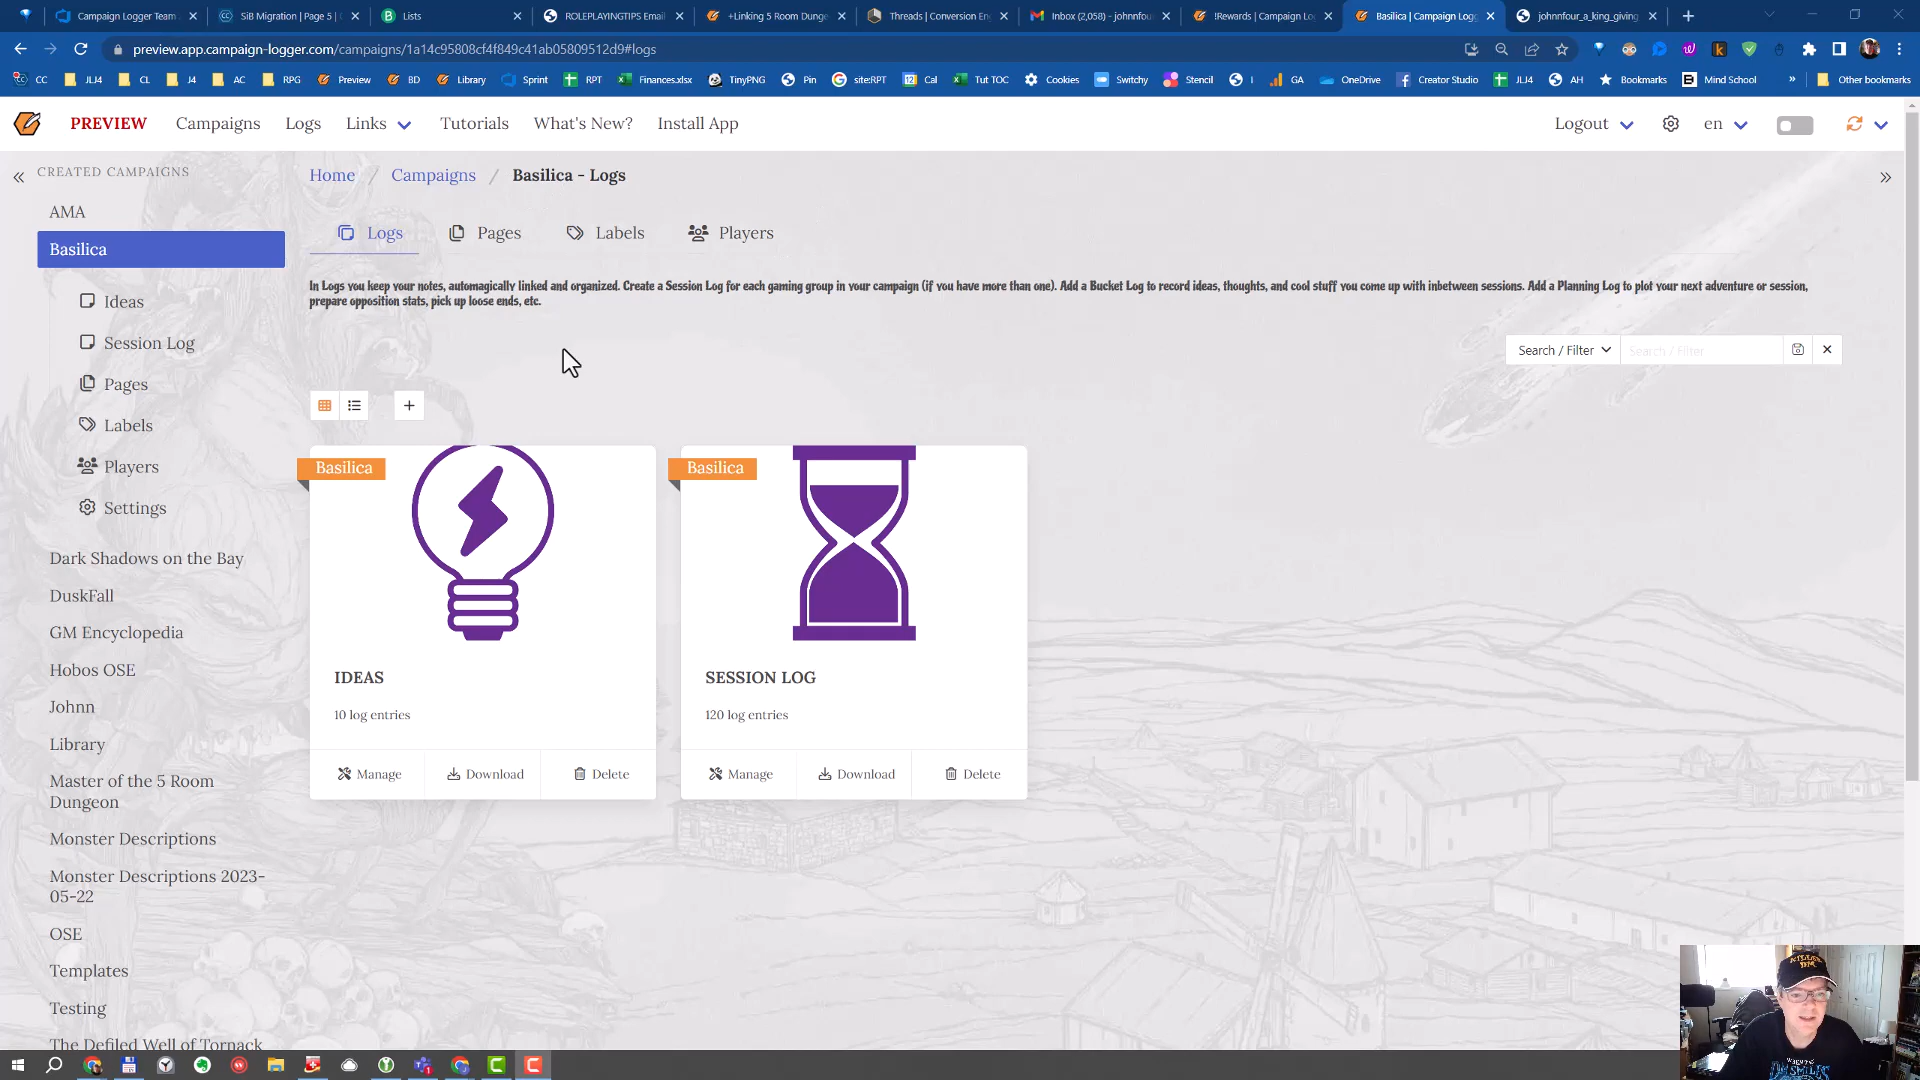 Campaign Logger Team
SiB Migration | Page 5 |
Lists
ROLEPLAYINGTIPS Email
+Linking 5 Room Dunge
Threads | Conversion En
Inbox (2,058) - johnnfour
!Rewards | Campaign Lo
Basilica | Campaign Logg
johnnfour_a_king_giving
preview.app.campaign-logger.com/campaigns/1a14c95808cf4f849c41ab05809512d9#logs
CC JLJ4 CL J4 AC RPG Preview BD Library Sprint RPT Finances.xlsx TinyPNG Pin site:RPT Cal Tut TOC Cookies Switchy Stencil I GA OneDrive Creator Studio JLJ4 AH Bookmarks Mind School » Other bookmarks
PREVIEW Campaigns Logs Links Tutorials What's New? Install App Logout en
CREATED CAMPAIGNS
AMA
Basilica
Ideas
Session Log
Pages
Labels
Players
Settings
Dark Shadows on the Bay
DuskFall
GM Encyclopedia
Hobos OSE
Johnn
Library
Master of the 5 Room
Dungeon
Monster Descriptions
Monster Descriptions 2023-
05-22
OSE
Templates
Testing
The Defiled Well of Tornack
Home / Campaigns / Basilica - Logs
Logs Pages Labels Players
In Logs you keep your notes, automagically linked and organized. Create a Session Log for each gaming group in your campaign (if you have more than one). Add a Bucket Log to record ideas, thoughts, and cool stuff you come up with inbetween sessions. Add a Planning Log to plot your next adventure or session,
prepare opposition stats, pick up loose ends, etc.
Search / Filter Search / Filter
Basilica
IDEAS
10 log entries
Manage Download Delete
Basilica
SESSION LOG
120 log entries
Manage Download Delete